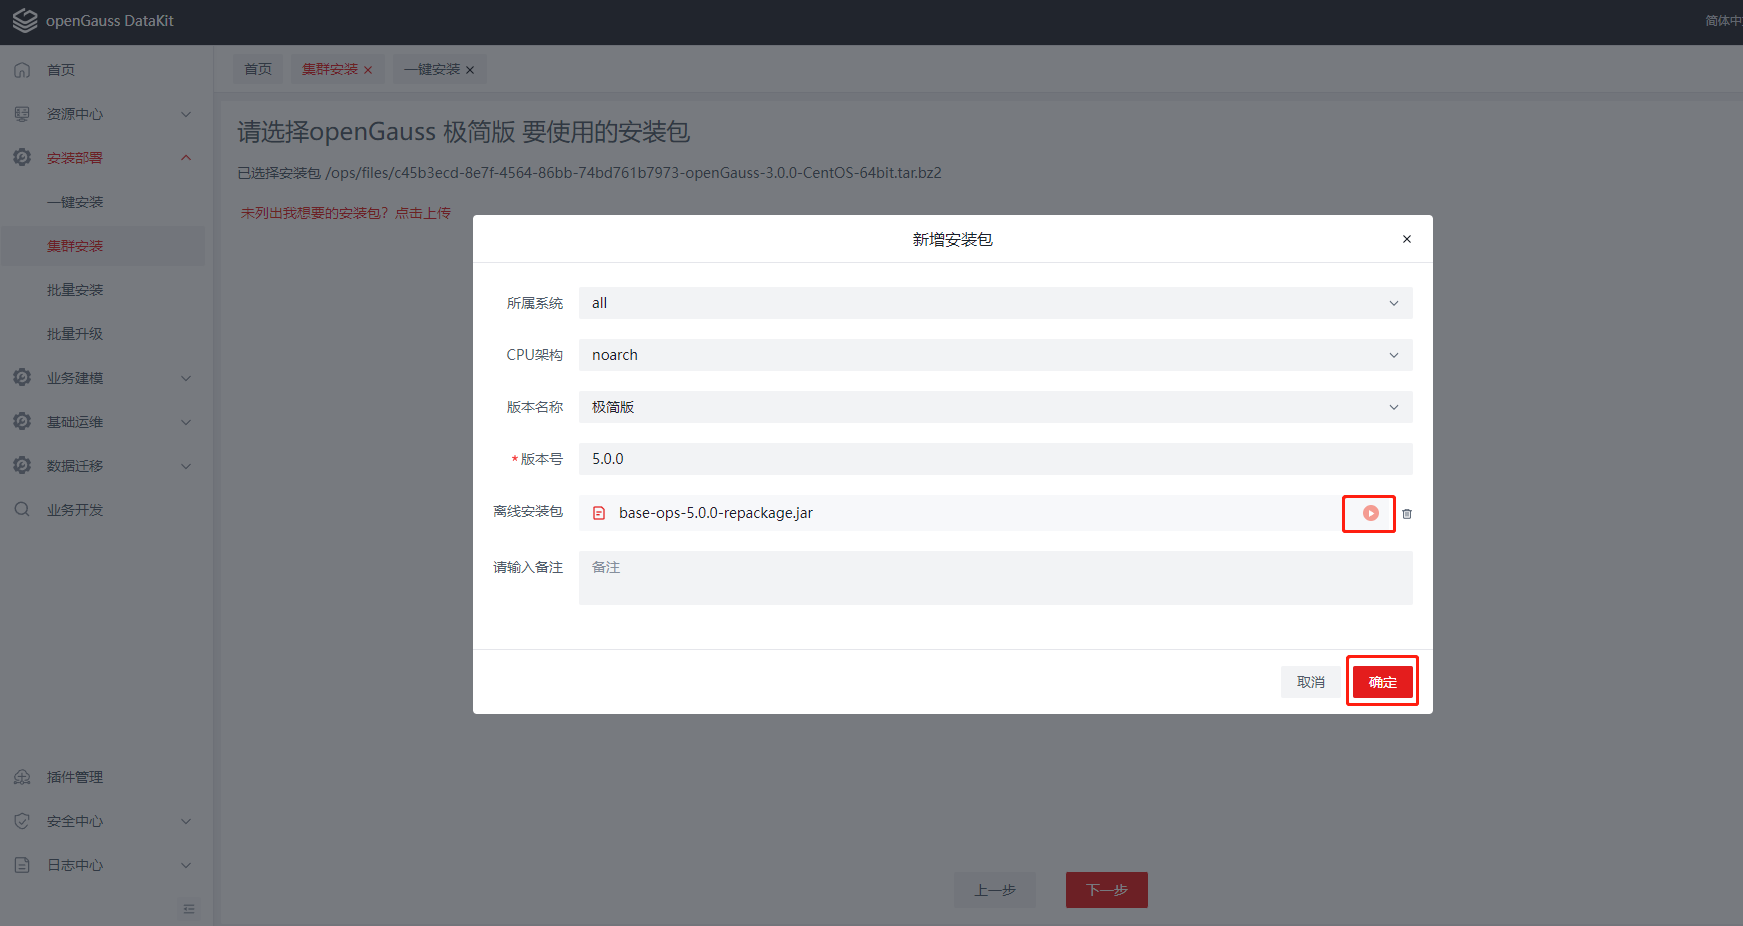 openGauss DataKit
简体中
首页
资源中心
安装部署
一键安装
集群安装
批量安装
批量升级
业务建模
基础运维
数据迁移
业务开发
插件管理
安全中心
日志中心
首页
集群安装
一键安装
请选择openGauss 极简版 要使用的安装包
已选择安装包 /ops/files/c45b3ecd-8e7f-4564-86bb-74bd761b7973-openGauss-3.0.0-CentOS-64bit.tar.bz2
未列出我想要的安装包? 点击上传
新增安装包
所属系统 all
CPU架构 noarch
版本名称 极简版
*版本号 5.0.0
离线安装包 base-ops-5.0.0-repackage.jar
请输入备注 备注
取消 确定
上一步 下一步